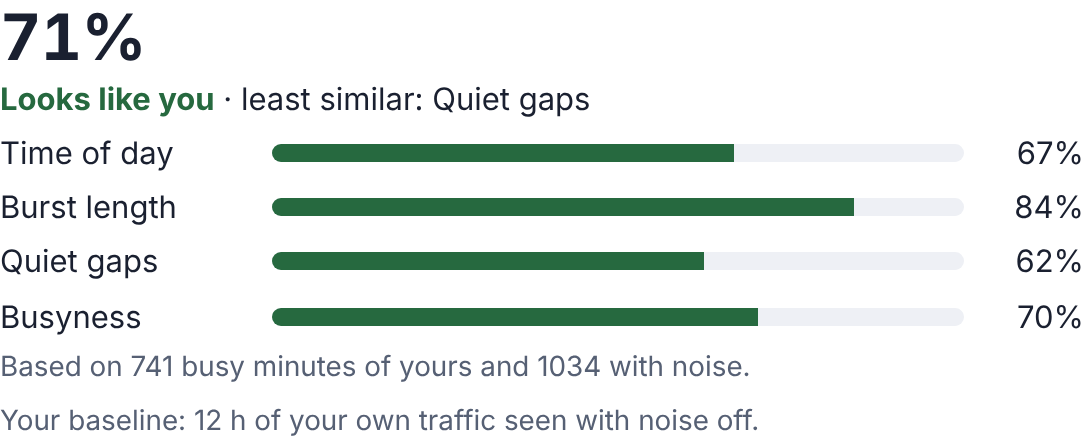 71%
Looks like you · least similar: Quiet gaps
Time of day 67%
Burst length 84%
Quiet gaps 62%
Busyness 70%
Based on 741 busy minutes of yours and 1034 with noise.
Your baseline: 12 h of your own traffic seen with noise off.